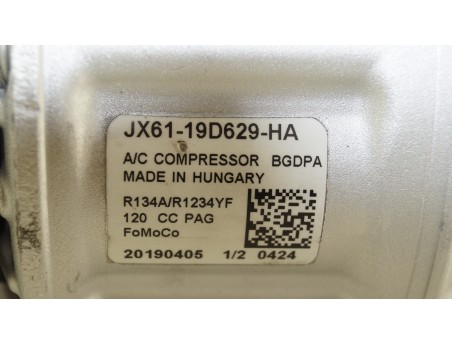 JX61-19D629-HA
A/C COMPRESSOR BGDPA
MADE IN HUNGARY
R134A/R1234YF
120 CC PAG
FoMoCo
20190405 1/2 0424